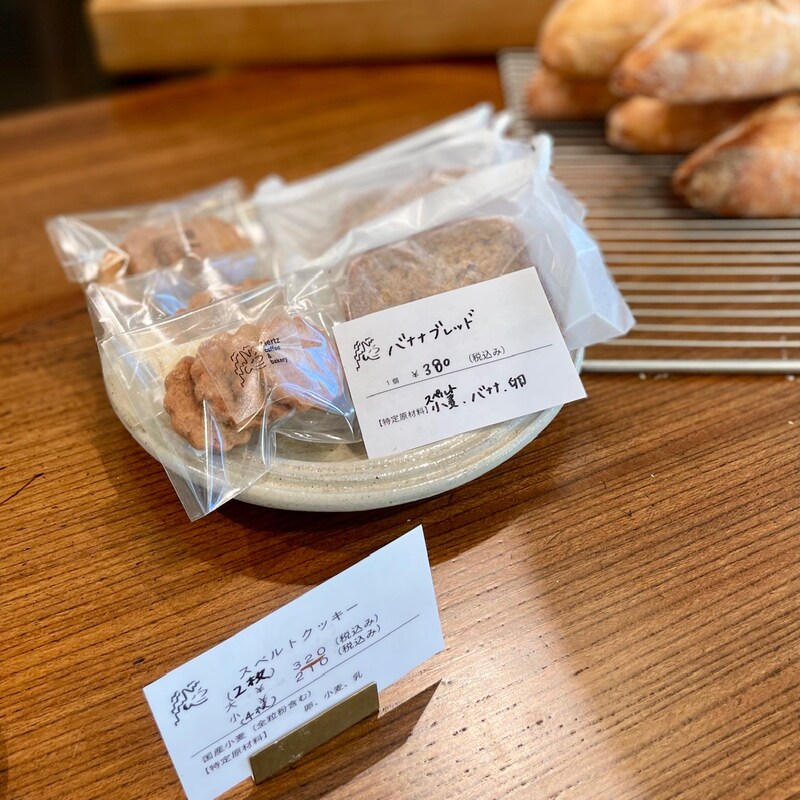 wertz
coffee
&
bakery
バナナブレッド
1個 ¥380 (税込み)
スペルト
【特定原材料】小麦、バナナ、卵
スペルトクッキー
(2枚)
大 ¥ 320 (税込み)
小 ¥ 210 (税込み)
(4枚)
国産小麦 (全粒粉含む)
【特定原材料】 卵、小麦、乳